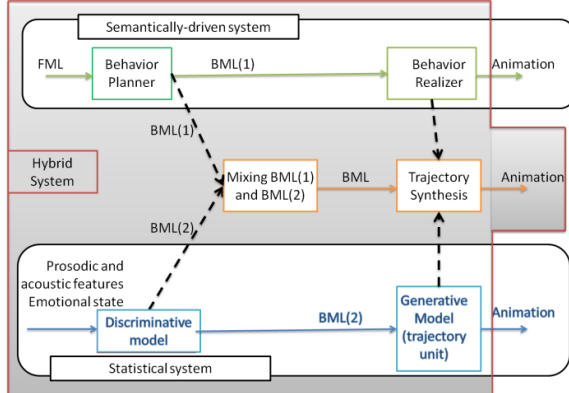 Semantically-driven system
FML
Behavior
Planner
BML(1)
Behavior
Realizer
Animation
BML(1)
Hybrid
System
Mixing BML(1)
and BML(2)
BML
Trajectory
Synthesis
Animation
BML(2)
Prosodic and
acoustic features
Emotional state
Discriminative
model
BML(2)
Generative
Model
(trajectory
unit)
Animation
Statistical system